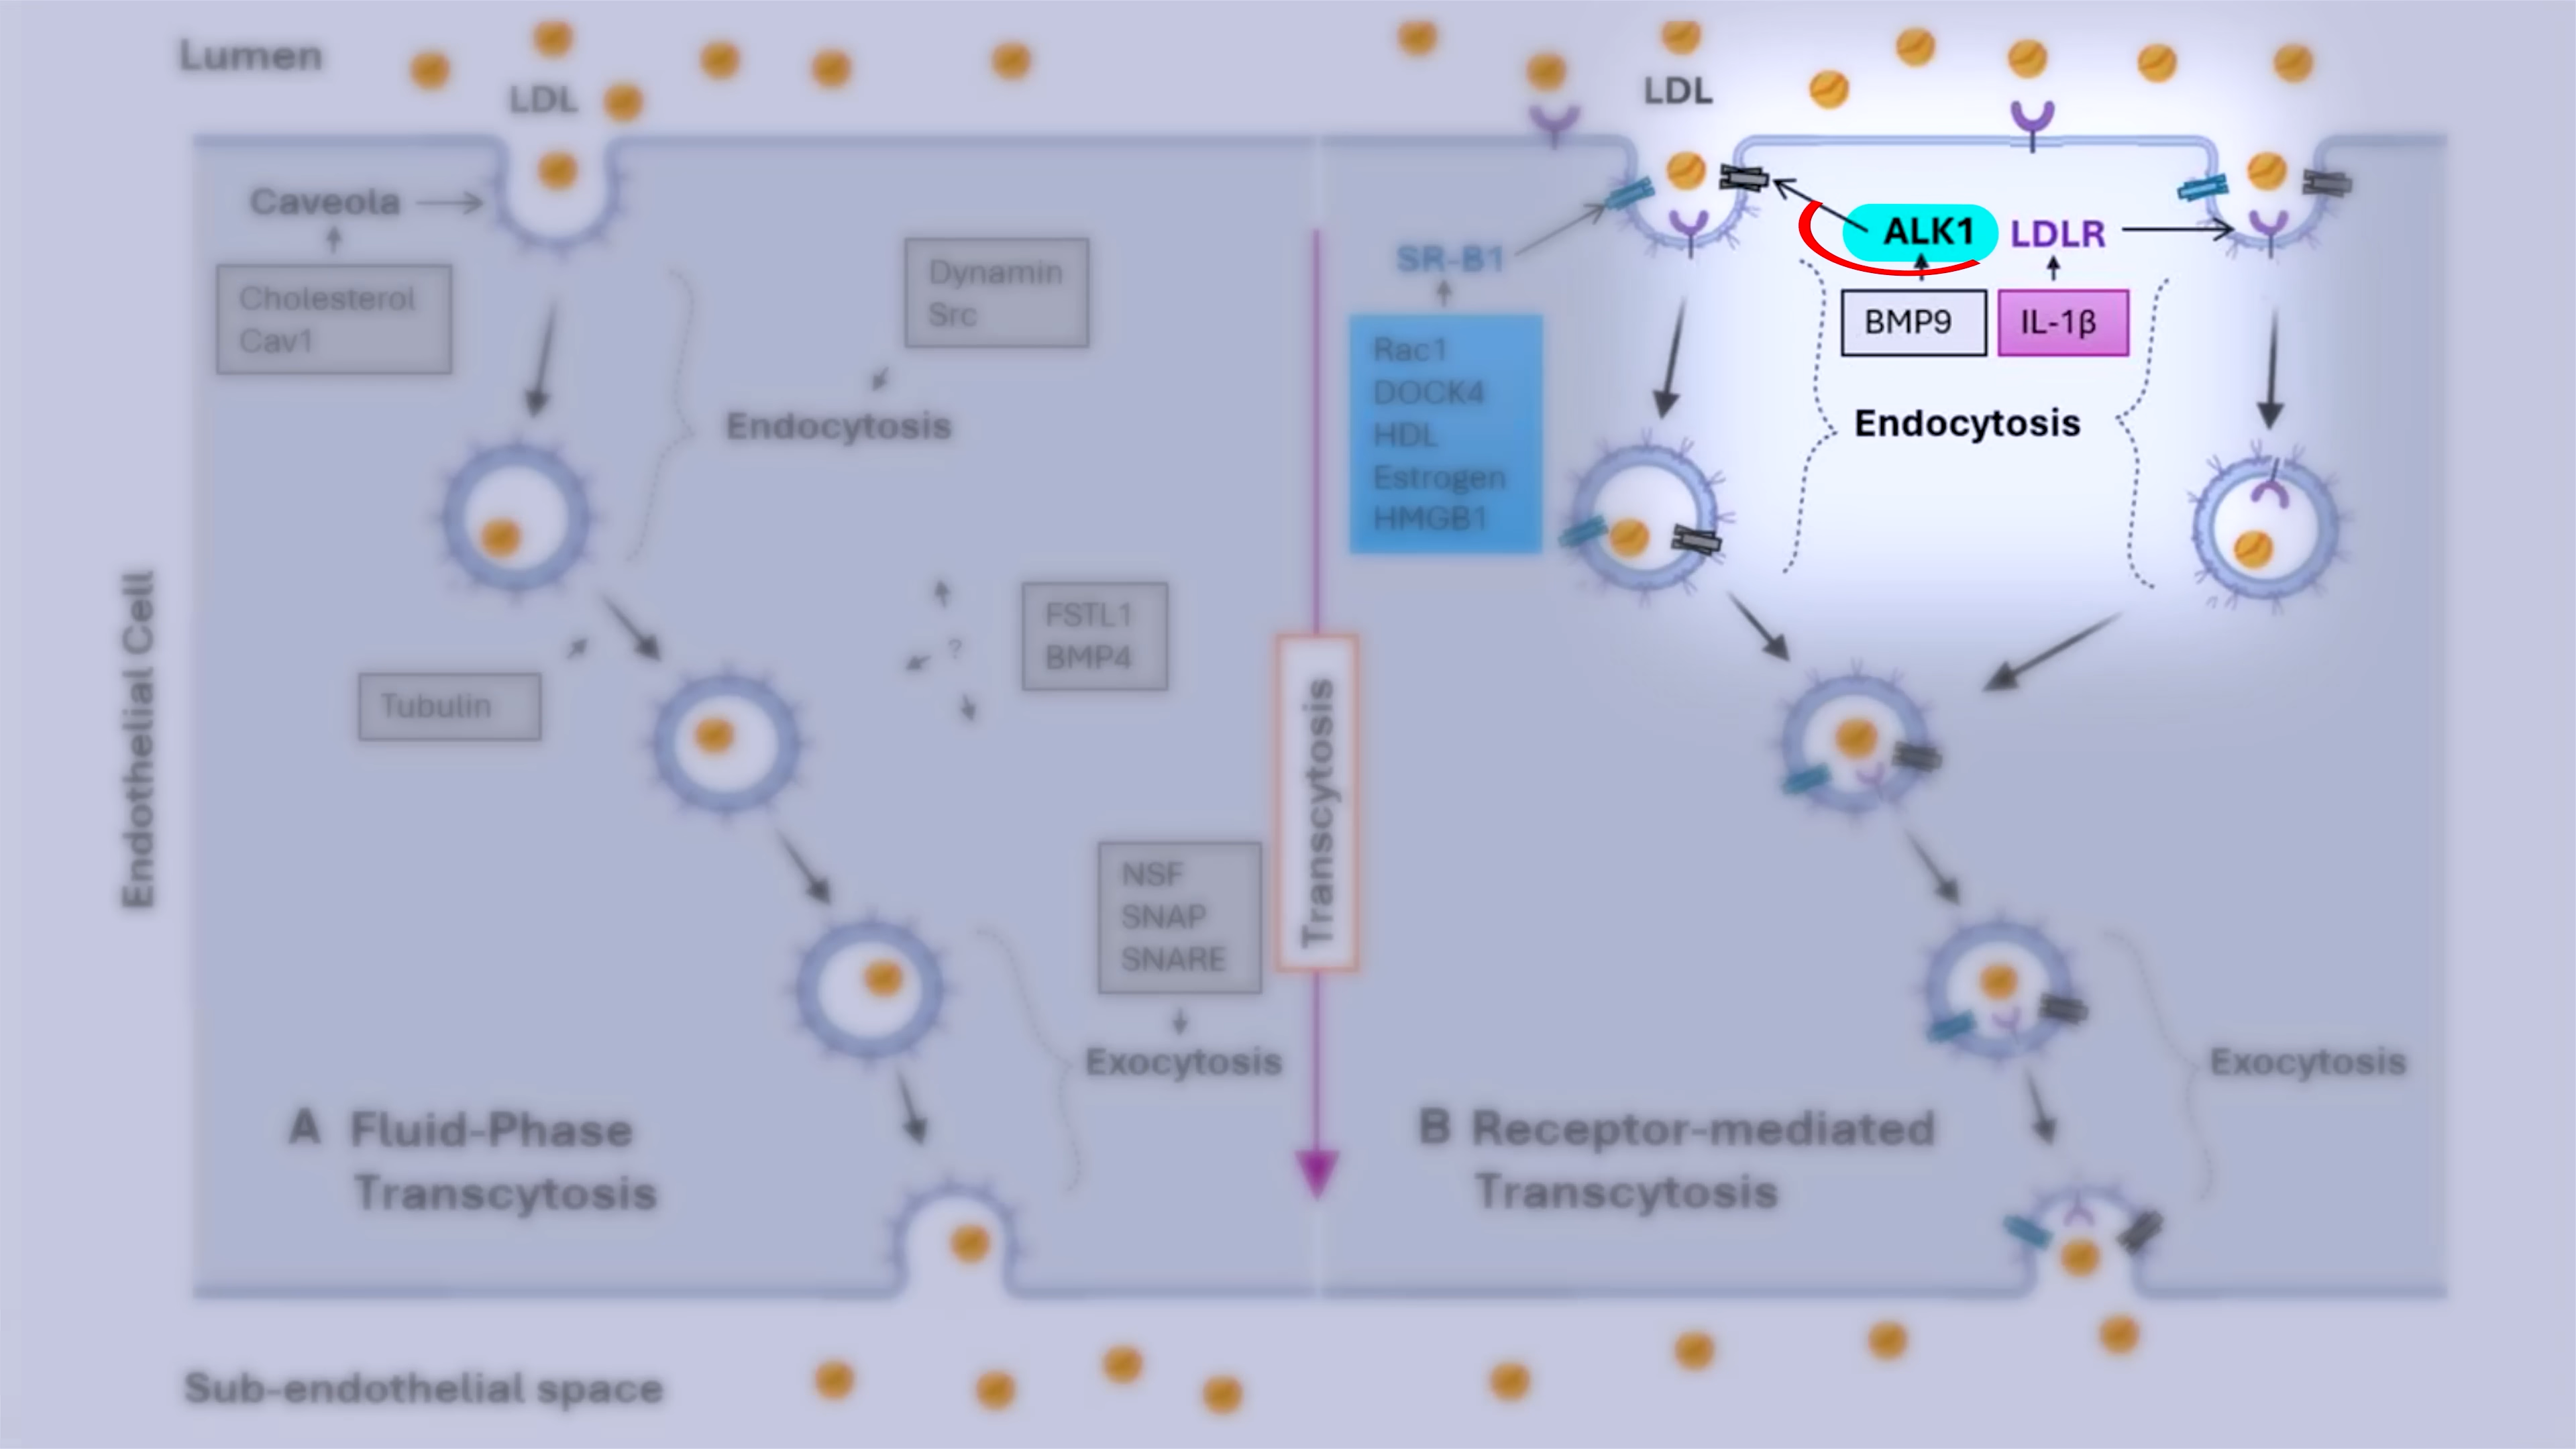 Lumen
LDL
Caveola
Cholesterol
Cav1
Dynamin
Src
Endocytosis
Tubulin
?
FSTL1
BMP4
NSF
SNAP
SNARE
Exocytosis
Endothelial Cell
A Fluid-Phase
Transcytosis
Transcytosis
LDL
SR-B1
Rac1
DOCK4
HDL
Estrogen
HMGB1
ALK1
LDLR
BMP9
IL-1β
Endocytosis
Exocytosis
B Receptor-mediated
Transcytosis
Sub-endothelial space